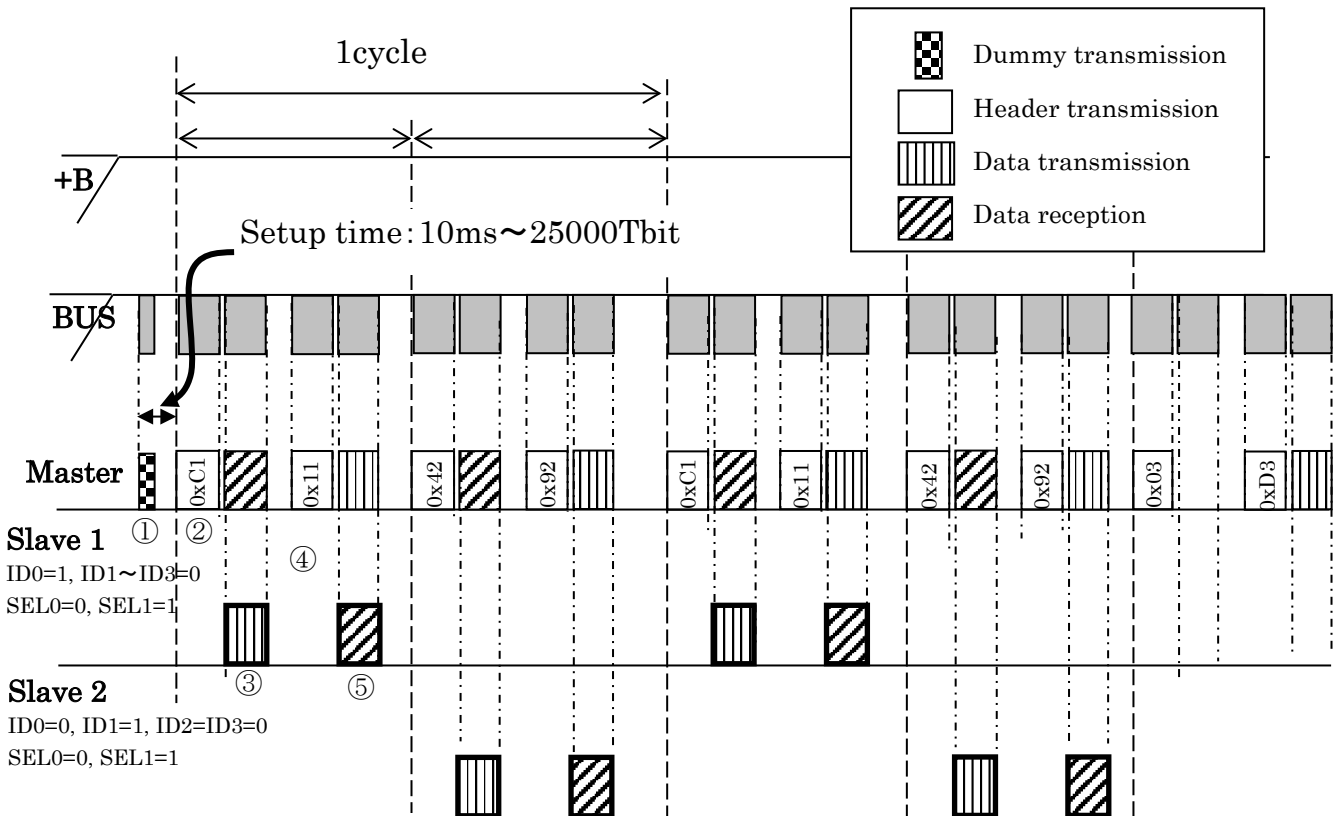 1cycle
Dummy transmission
Header transmission
Data transmission
Data reception
+B
Setup time:10ms~25000Tbit
BUS
Master
0xC1
0x11
0x42
0x92
0xC1
0x11
0x42
0x92
0x03
0xD3
① ②
Slave 1
④
ID0=1, ID1~ID3=0
SEL0=0, SEL1=1
③ ⑤
Slave 2
ID0=0, ID1=1, ID2=ID3=0
SEL0=0, SEL1=1